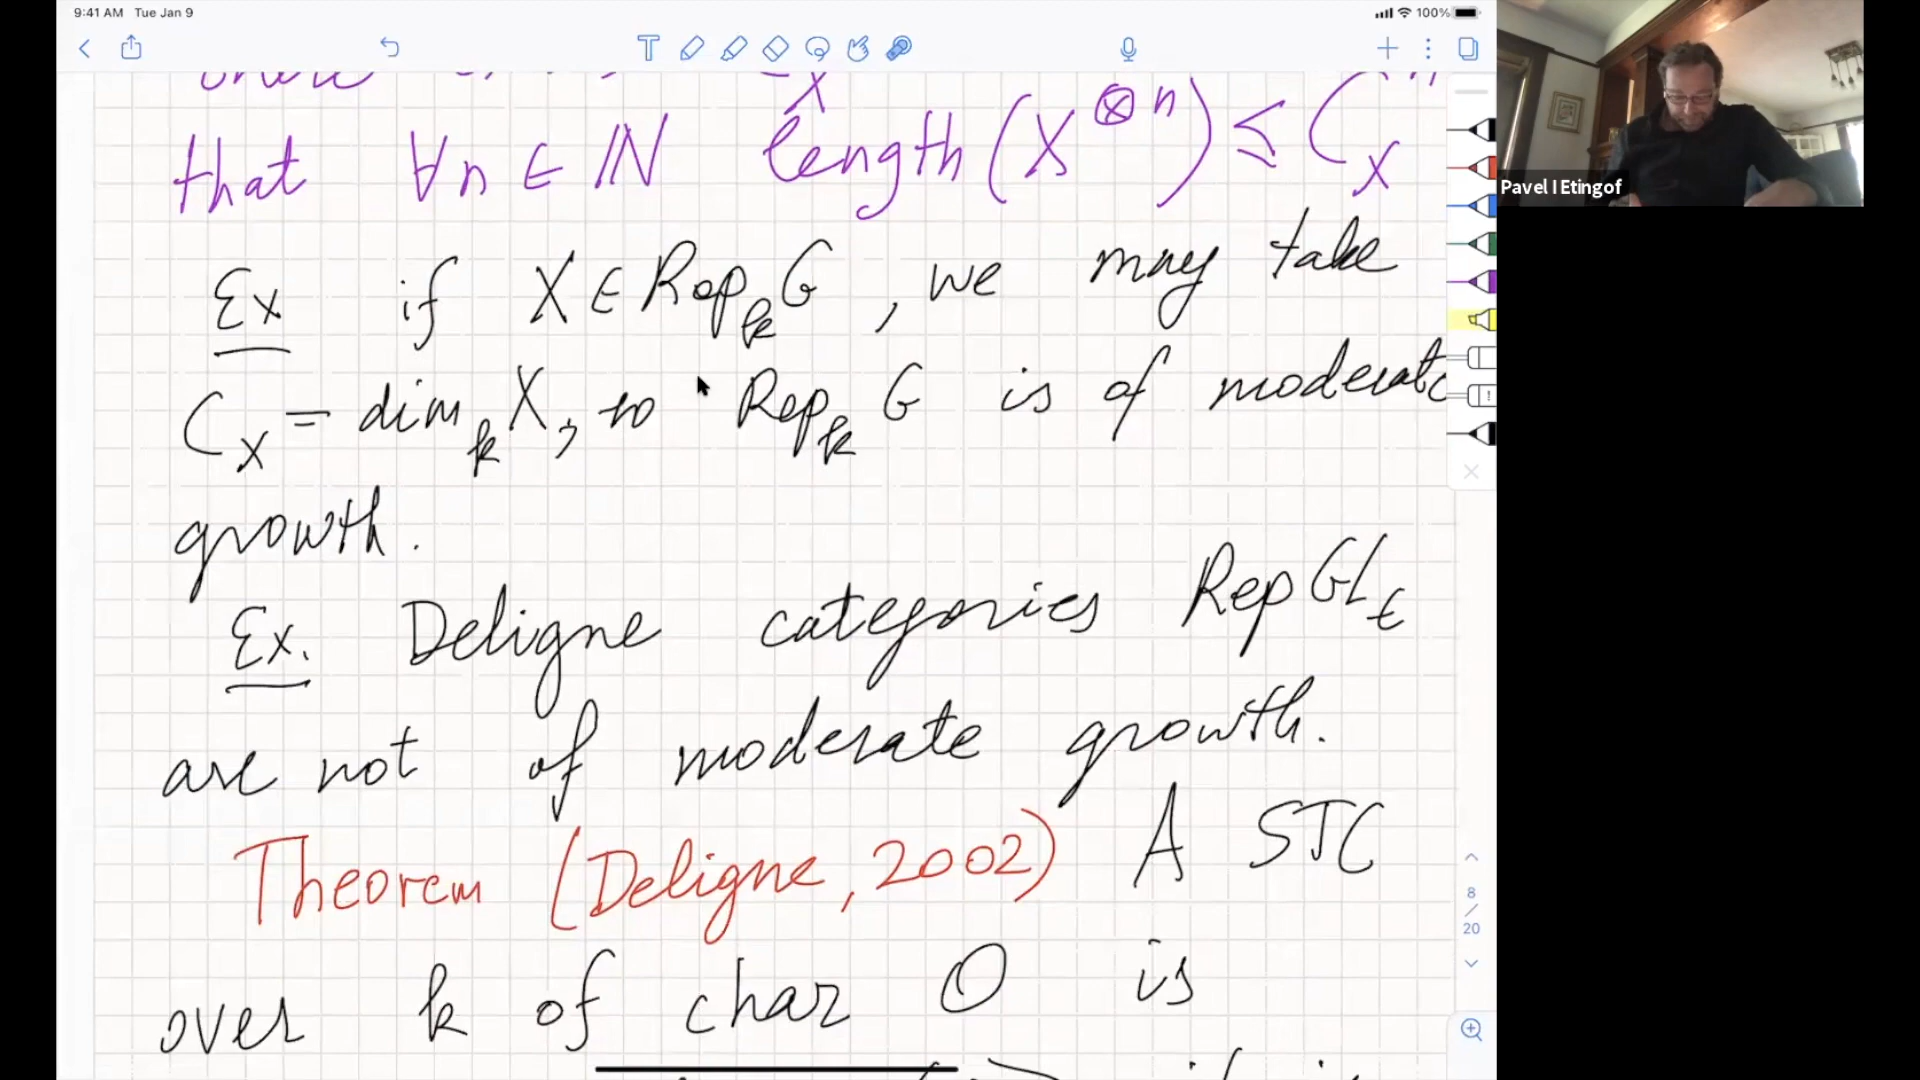 9:41 AM Tue Jan 9
100%
that ∀n ∈ ℕ length(X^{⊗n}) ≤ C_X^n
Ex if X ∈ Rep_k G, we may take
C_X = dim_k X, so Rep_k G is of moderate
growth.
Ex. Deligne categories Rep GL_t
are not of moderate growth.
Theorem (Deligne, 2002) A STC
over k of char 0 is
8
/
20
Pavel I Etingof